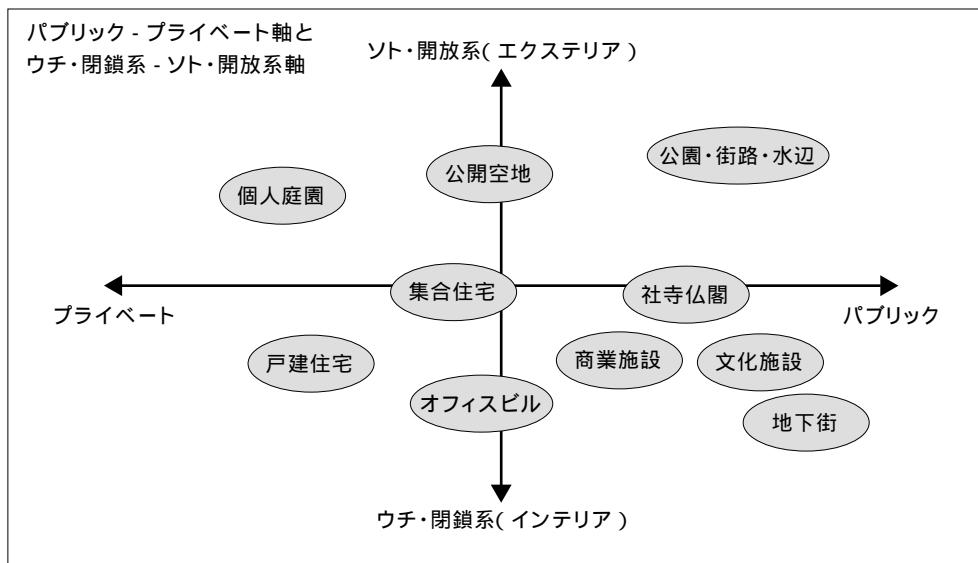 パブリック - プライベート軸と
ウチ・閉鎖系 - ソト・開放系軸
ソト・開放系( エクステリア )
公園・街路・水辺
公開空地
個人庭園
集合住宅
社寺仏閣
プライベート
パブリック
戸建住宅
商業施設
文化施設
オフィスビル
地下街
ウチ・閉鎖系( インテリア )